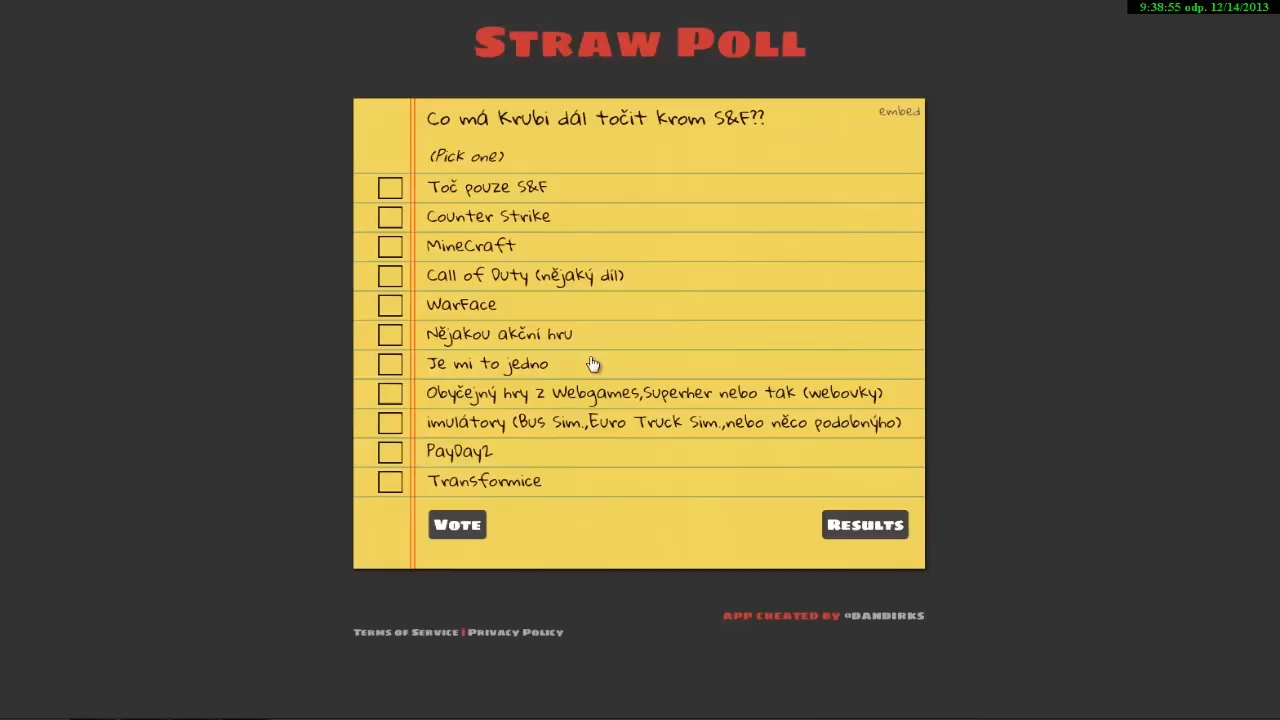 9:38:55 odp. 12/14/2013
Straw Poll
Co má Krubi dál točit krom S&F??
embed
(Pick one)
Toč pouze S&F
Counter Strike
MineCraft
Call of Duty (nějaký díl)
WarFace
Nějakou akční hru
Je mi to jedno
Obyčejný hry z Webgames,Superher nebo tak (webovky)
imulátory (Bus Sim.,Euro Truck Sim.,nebo něco podobnýho)
PayDay2
Transformice
Vote
Results
App created by @dandirks
Terms of Service | Privacy Policy